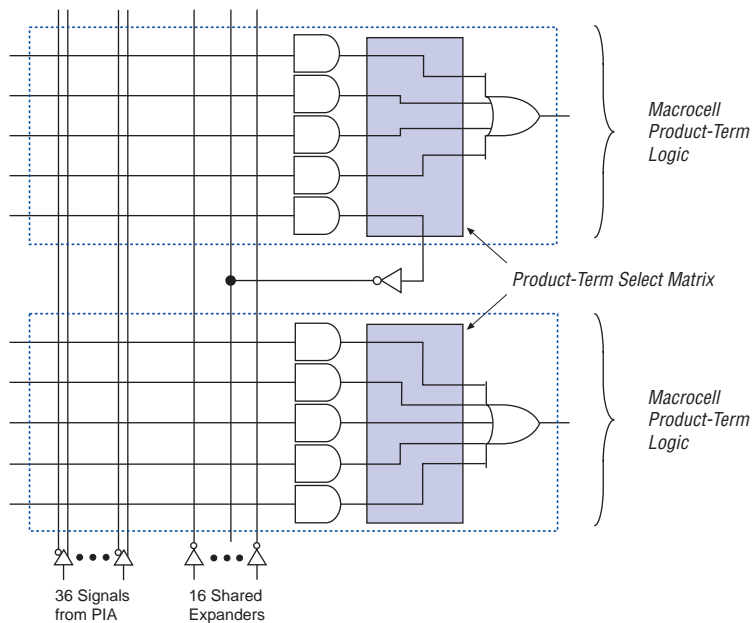 Macrocell
Product-Term
Logic
Product-Term Select Matrix
Macrocell
Product-Term
Logic
36 Signals
from PIA
16 Shared
Expanders